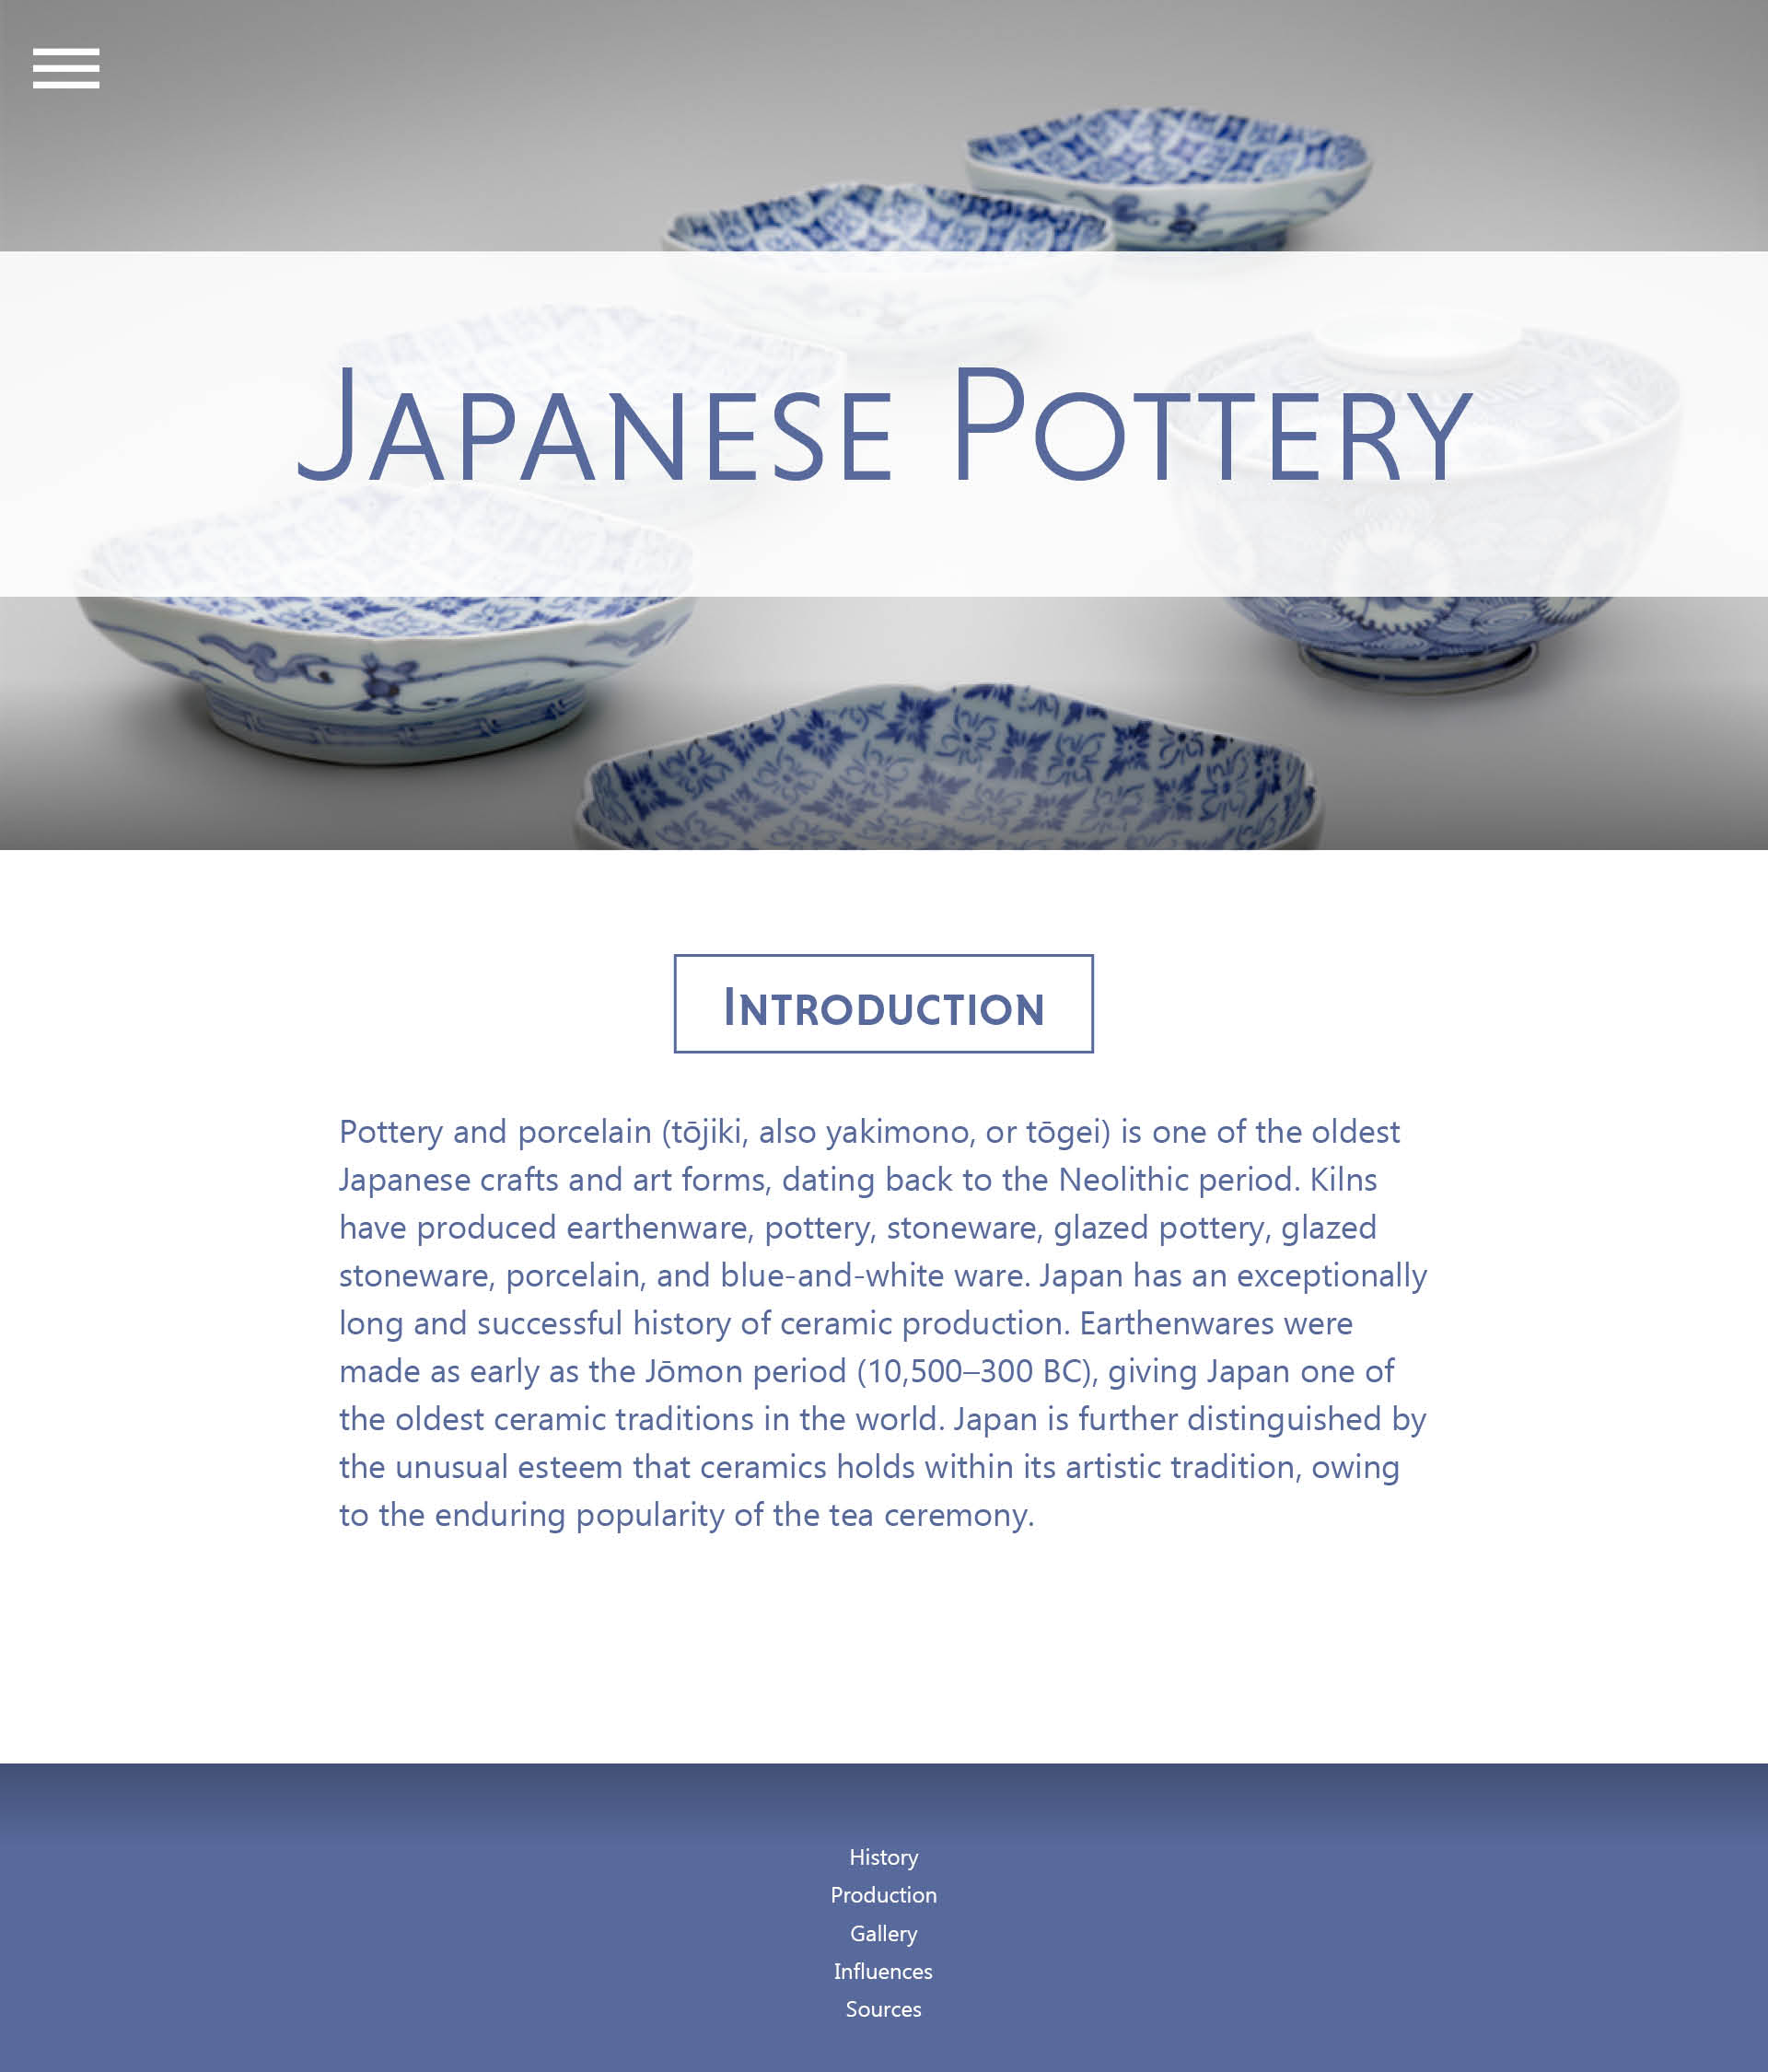 Japanese Pottery
Introduction
Pottery and porcelain (tōjiki, also yakimono, or tōgei) is one of the oldest
Japanese crafts and art forms, dating back to the Neolithic period. Kilns
have produced earthenware, pottery, stoneware, glazed pottery, glazed
stoneware, porcelain, and blue-and-white ware. Japan has an exceptionally
long and successful history of ceramic production. Earthenwares were
made as early as the Jōmon period (10,500–300 BC), giving Japan one of
the oldest ceramic traditions in the world. Japan is further distinguished by
the unusual esteem that ceramics holds within its artistic tradition, owing
to the enduring popularity of the tea ceremony.
History
Production
Gallery
Influences
Sources